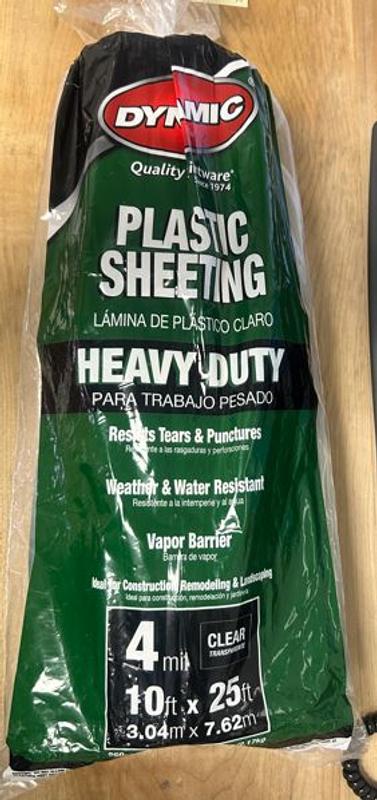 DYNAMIC
Quality Paintware®
Since 1974
PLASTIC
SHEETING
LÁMINA DE PLÁSTICO CLARO
HEAVY-DUTY
PARA TRABAJO PESADO
Resists Tears & Punctures
Resistente a las rasgaduras y perforaciones
Weather & Water Resistant
Resistente a la intemperie y al agua
Vapor Barrier
Barrera de vapor
Ideal for Construction, Remodeling & Landscaping
Ideal para construcción, remodelación y jardinería
4 mil
CLEAR
TRANSPARENTE
10ft x 25ft
3.04m x 7.62m